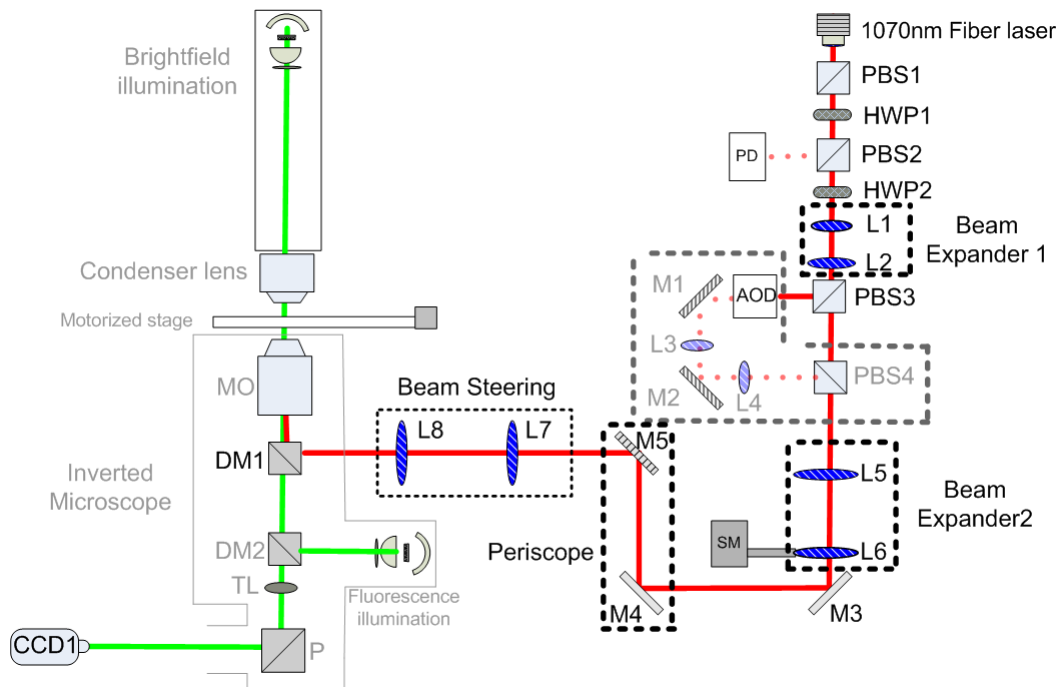 1070nm Fiber laser
Brightfield
illumination
PBS1
HWP1
PD
PBS2
HWP2
L1
Beam
Expander 1
L2
Condenser lens
M1
AOD
PBS3
Motorized stage
L3
MO
Beam Steering
M2
L4
PBS4
L8
L7
M5
DM1
L5
Inverted
Microscope
Beam
Expander2
SM
L6
DM2
Periscope
TL
Fluorescence
illumination
M4
M3
CCD1
P